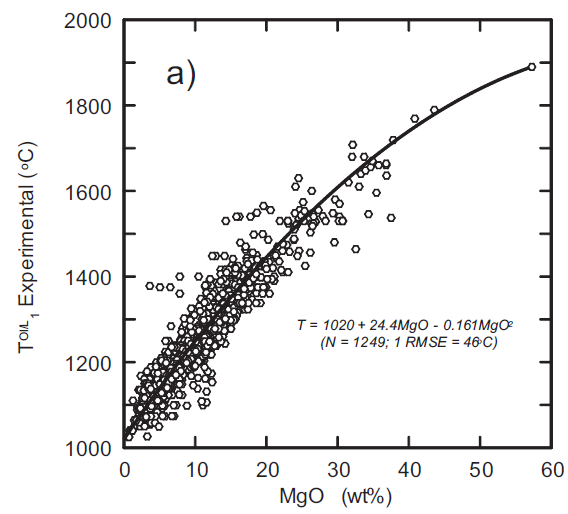 2000
1800
1600
1400
1200
1000
T^Ol/L_1 Experimental (°C)
a)
T = 1020 + 24.4MgO - 0.161MgO²
(N = 1249; 1 RMSE = 46°C)
0 10 20 30 40 50 60
MgO (wt%)